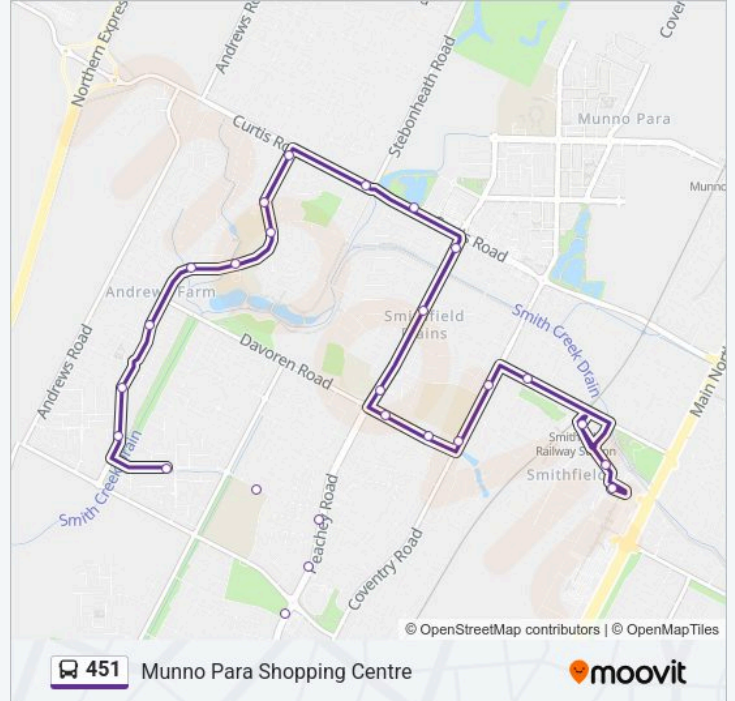 Northern Expres
Andrews Ro
Stebonheath Road
Cover
Curtis Ro
Munno Para
Munno
s Road
Andrews Farm
Smithfield
Plains
Smith Creek Drain
Davoren Road
Andrews Road
Main Nort
Smith
Railway Station
Smithfield
Smith Creek Drain
Peachey Road
Coventry Road
© OpenStreetMap contributors | © OpenMapTiles
451 Munno Para Shopping Centre
moovit